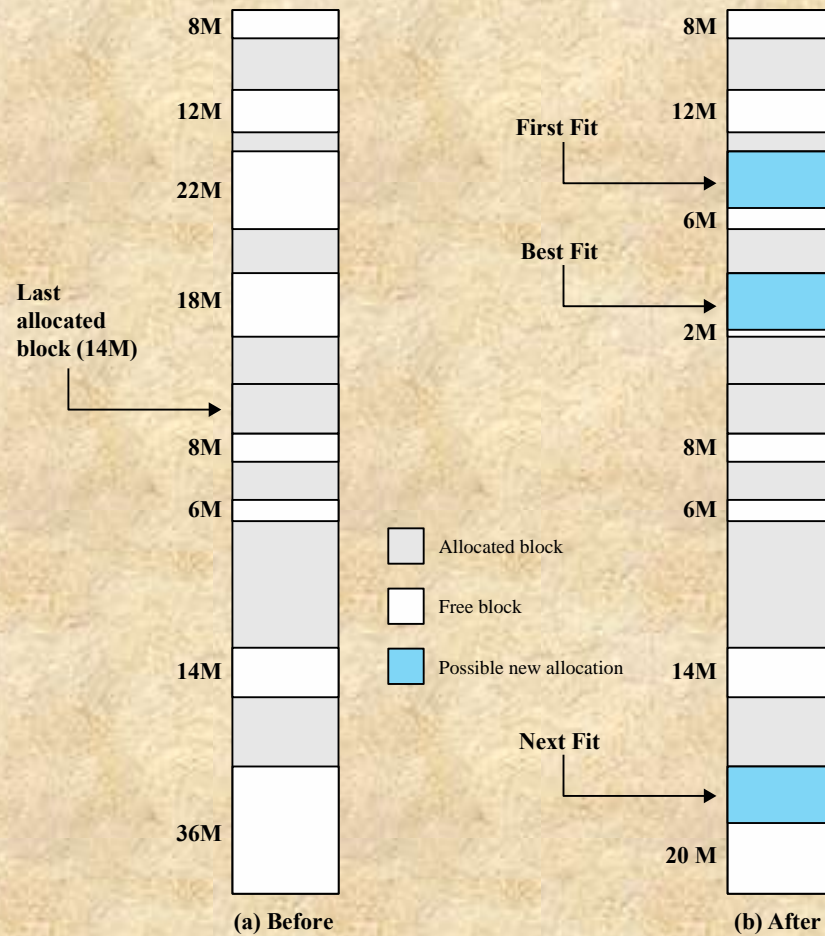 8M
12M
22M
18M
Last
allocated
block (14M)
8M
6M
14M
36M
(a) Before
Allocated block
Free block
Possible new allocation
8M
12M
First Fit
6M
Best Fit
2M
8M
6M
14M
Next Fit
20 M
(b) After